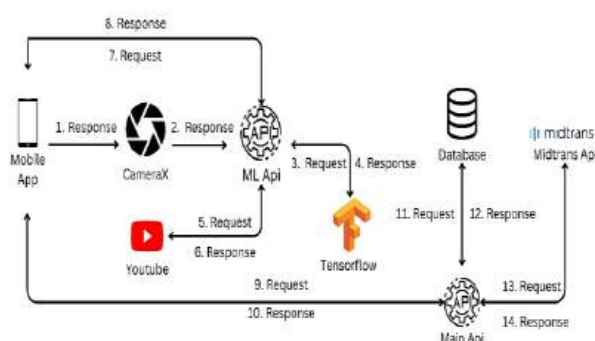 8. Response
7. Request
1. Response
2. Response
API
3. Request
4. Response
midtrans
Mobile
App
CameraX
ML Api
Database
Midtrans Ap
5. Request
6. Response
11. Request
12. Response
Youtube
Tensorflow
9. Request
10. Response
API
13. Request
14. Response
Main Api